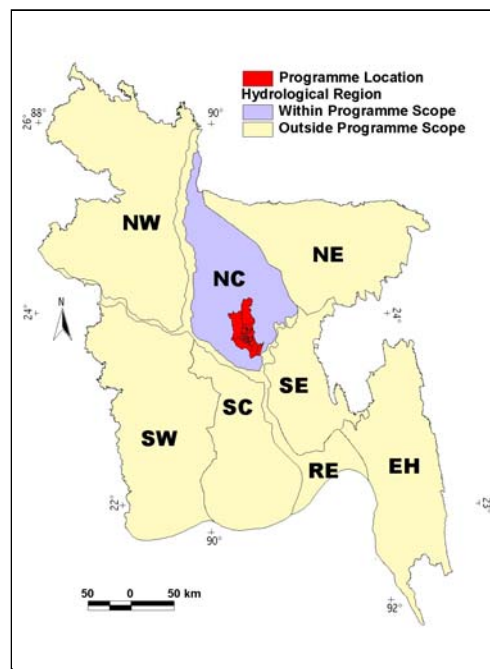 Programme Location
Hydrological Region
Within Programme Scope
Outside Programme Scope
88°
26°
90°
NW
NE
NC
N
24°
24°
SE
SC
SW
RE
EH
22°
23
90°
92°
50 0 50 km